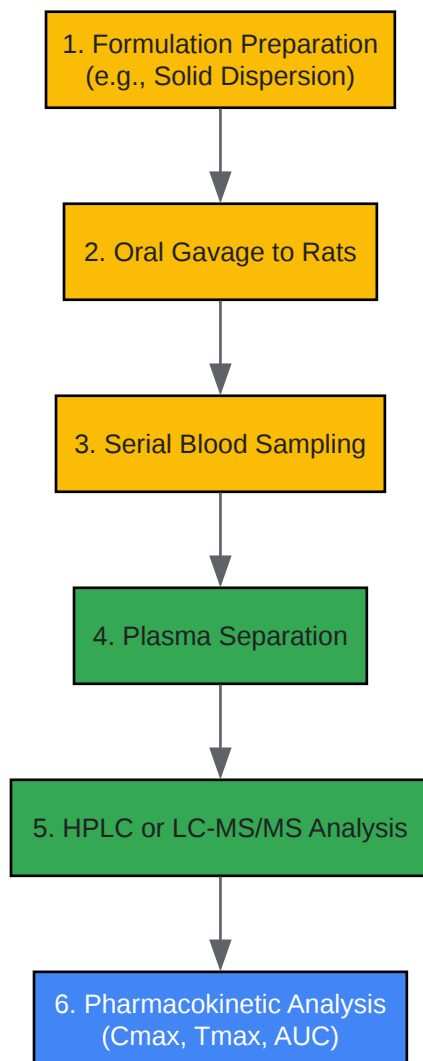 1. Formulation Preparation
(e.g., Solid Dispersion)
2. Oral Gavage to Rats
3. Serial Blood Sampling
4. Plasma Separation
5. HPLC or LC-MS/MS Analysis
6. Pharmacokinetic Analysis
(Cmax, Tmax, AUC)